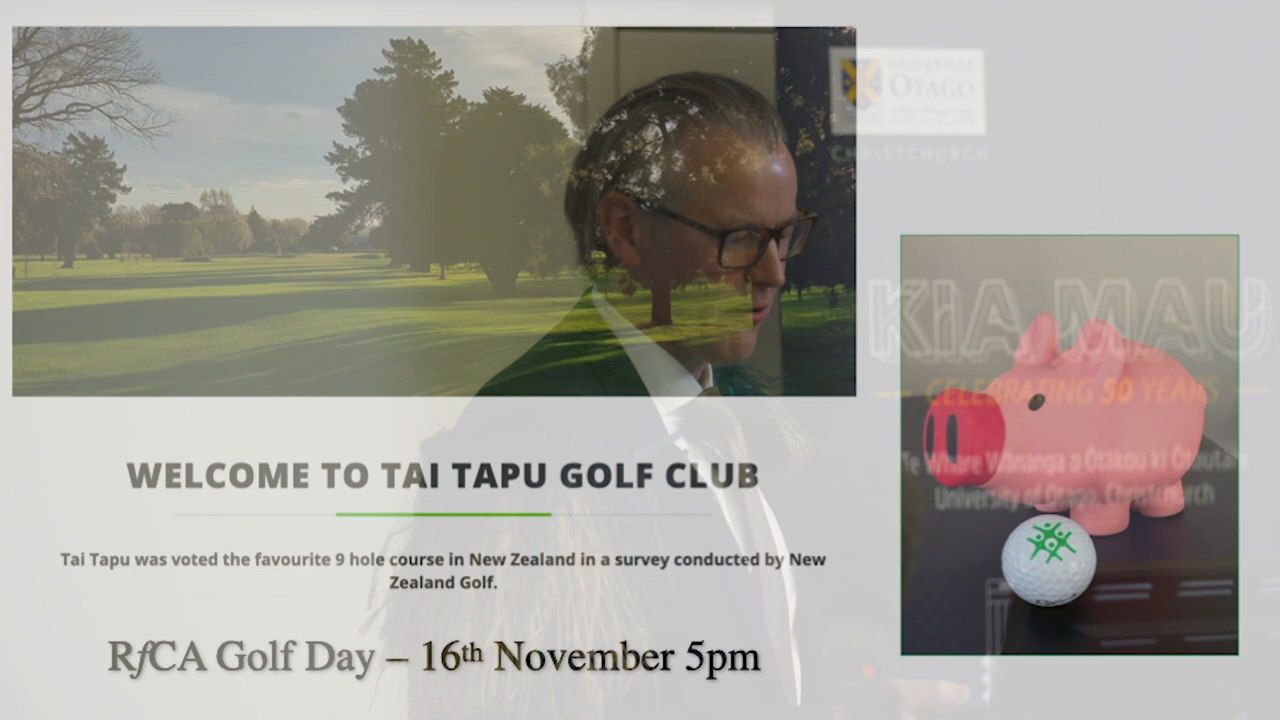 UNIVERSITY
OTAGO
CHRISTCHURCH
KIA MAU
CELEBRATING 50 YEARS
Te Whare Wānanga o Ōtākou ki Ōtautahi
University of Otago, Christchurch
WELCOME TO TAI TAPU GOLF CLUB
Tai Tapu was voted the favourite 9 hole course in New Zealand in a survey conducted by New
Zealand Golf.
RfCA Golf Day – 16th November 5pm